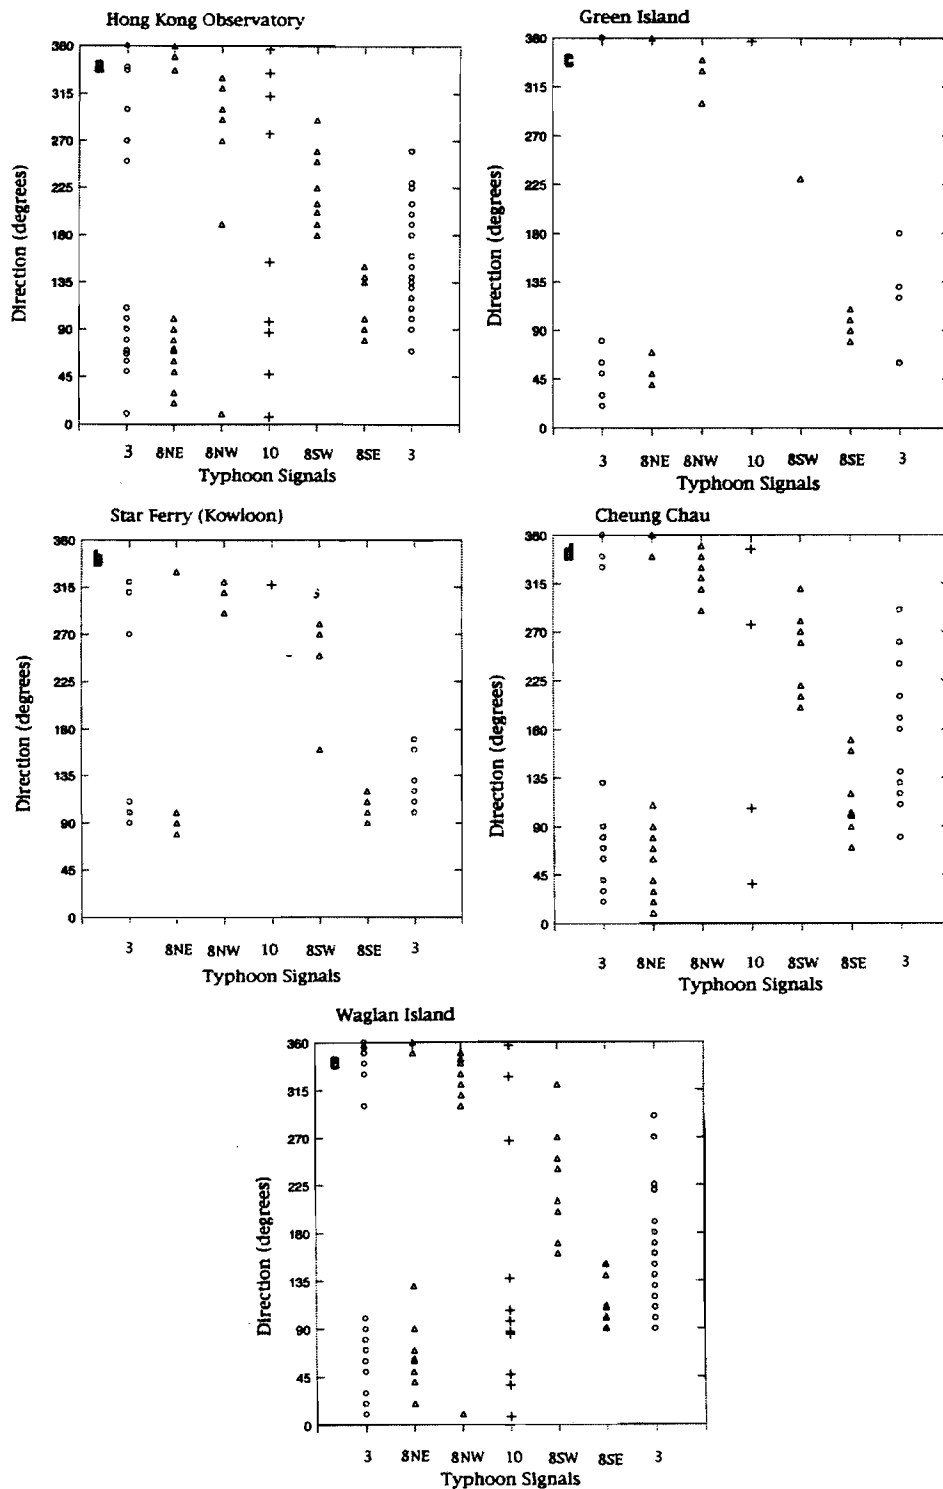 Hong Kong Observatory
a
Direction (degrees)
360
315
270
225
180
135
90
45
0
3 8NE 8NW 10 8SW 8SE 3
Typhoon Signals
Green Island
c
Direction (degrees)
360
315
270
225
180
135
90
45
0
3 8NE 8NW 10 8SW 8SE 3
Typhoon Signals
Star Ferry (Kowloon)
b
Direction (degrees)
360
315
270
225
180
135
90
45
0
3 8NE 8NW 10 8SW 8SE 3
Typhoon Signals
Cheung Chau
d
Direction (degrees)
360
315
270
225
180
135
90
45
0
3 8NE 8NW 10 8SW 8SE 3
Typhoon Signals
Waglan Island
e
Direction (degrees)
360
315
270
225
180
135
90
45
0
3 8NE 8NW 10 8SW 8SE 3
Typhoon Signals